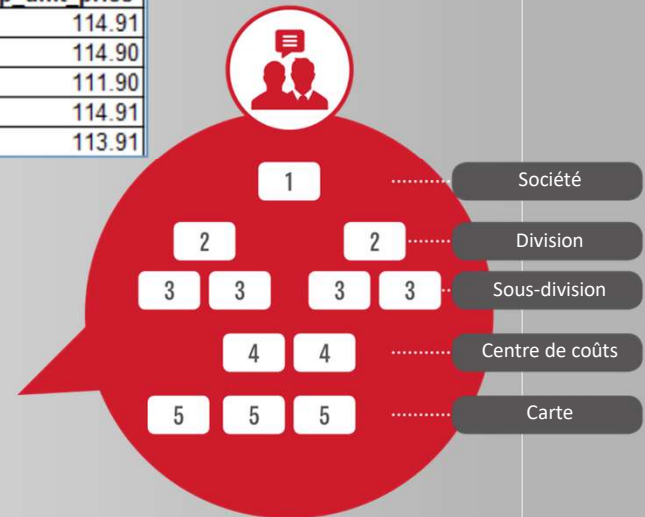 114.91
114.90
111.90
114.91
113.91
1 Société
2 2 Division
3 3 3 3 Sous-division
4 4 Centre de coûts
5 5 5 Carte